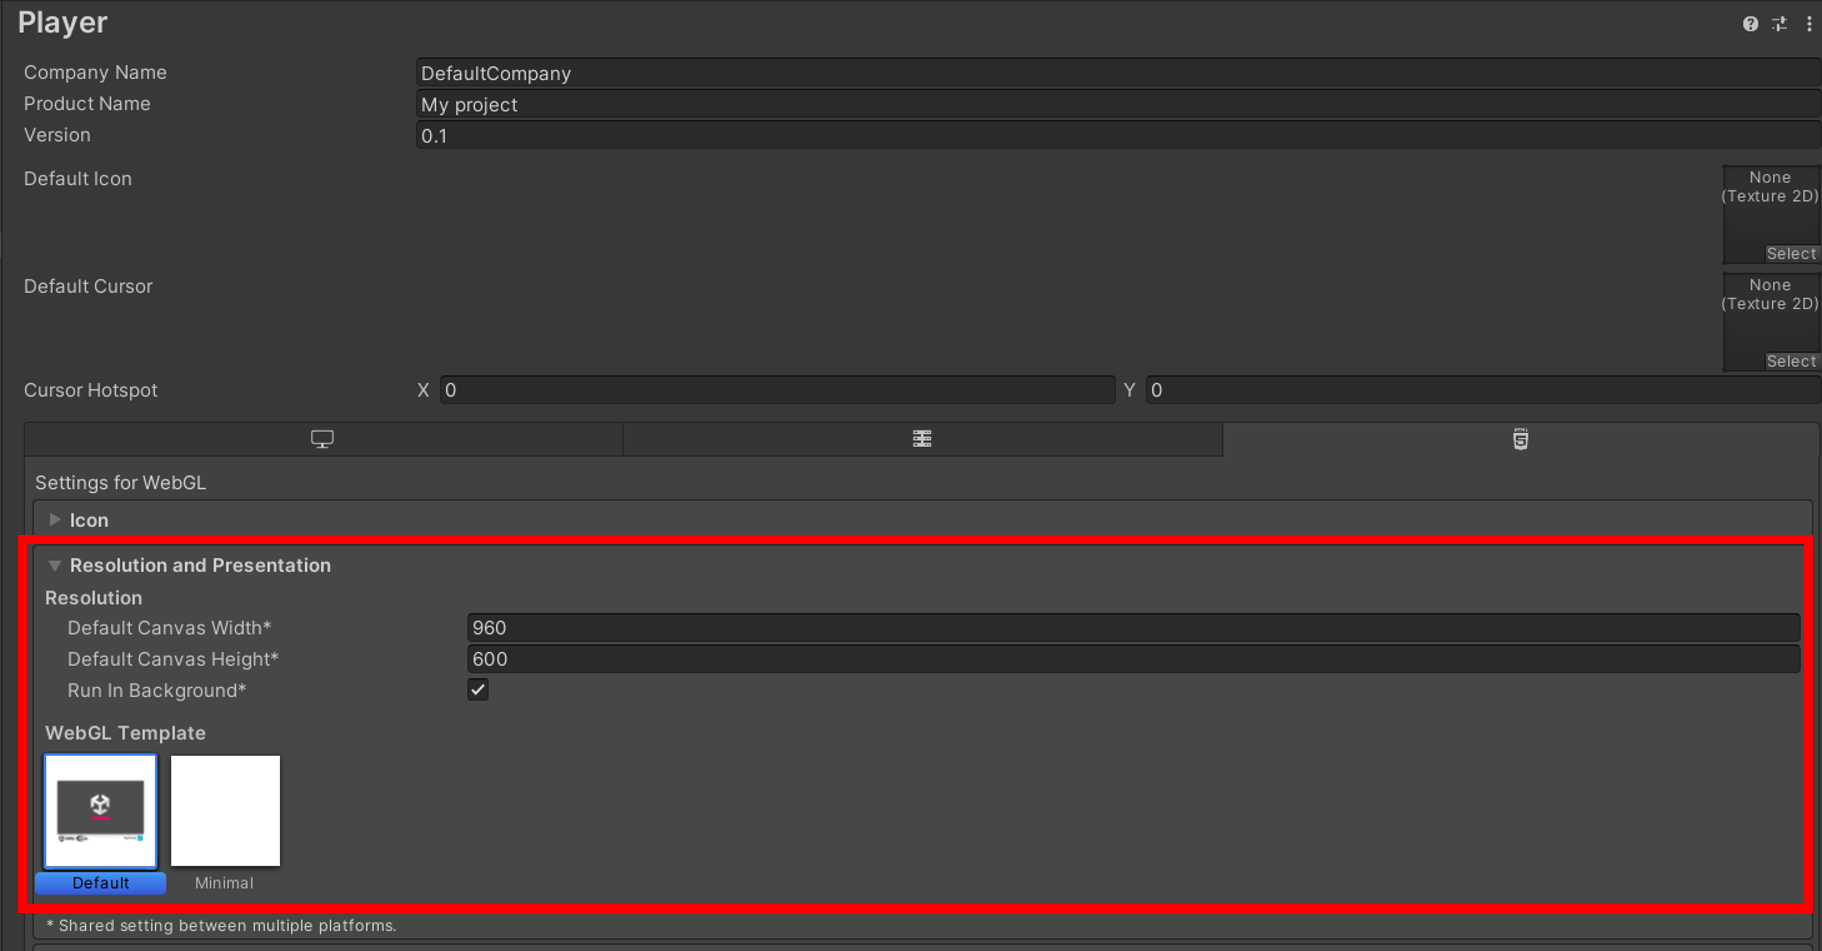 Player
Company Name DefaultCompany
Product Name My project
Version 0.1
Default Icon None
(Texture 2D)
Select
Default Cursor None
(Texture 2D)
Select
Cursor Hotspot X 0 Y 0
Settings for WebGL
Icon
Resolution and Presentation
Resolution
Default Canvas Width* 960
Default Canvas Height* 600
Run In Background*
WebGL Template
Default Minimal
* Shared setting between multiple platforms.